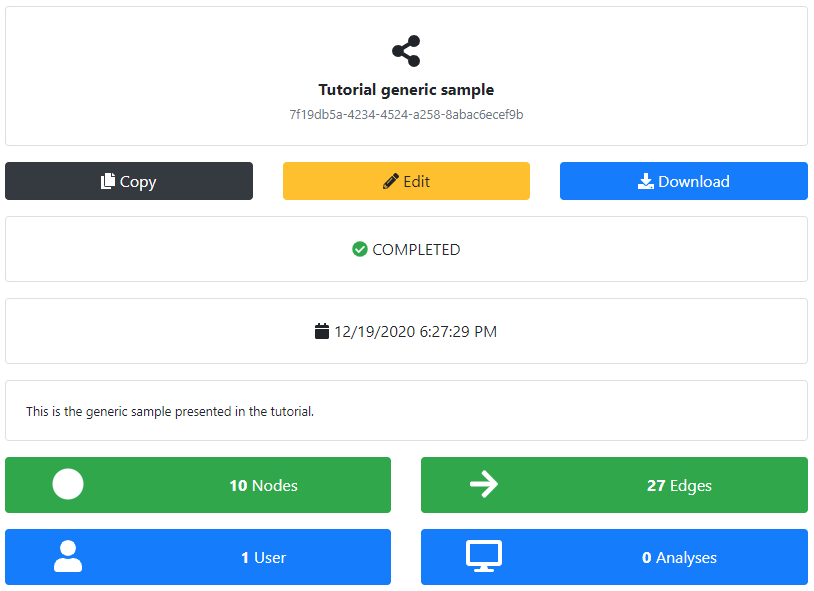 Tutorial generic sample
7f19db5a-4234-4524-a258-8abac6ecef9b
Copy
Edit
Download
COMPLETED
12/19/2020 6:27:29 PM
This is the generic sample presented in the tutorial.
10 Nodes
27 Edges
1 User
0 Analyses